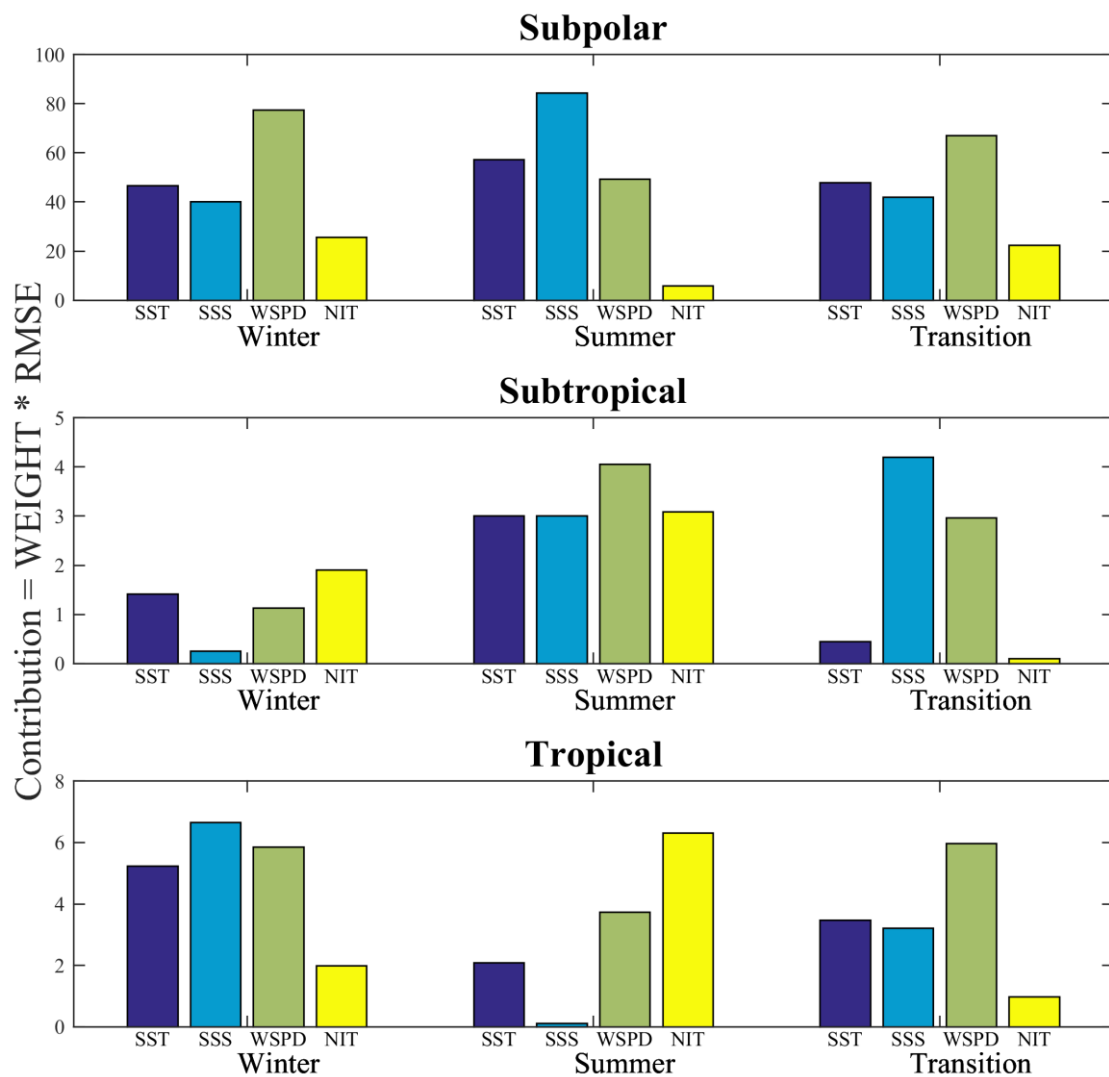 Contribution = WEIGHT * RMSE
Subpolar
100
80
60
40
20
0
SST SSS WSPD NIT SST SSS WSPD NIT SST SSS WSPD NIT
Winter Summer Transition
Subtropical
5
4
3
2
1
0
SST SSS WSPD NIT SST SSS WSPD NIT SST SSS WSPD NIT
Winter Summer Transition
Tropical
8
6
4
2
0
SST SSS WSPD NIT SST SSS WSPD NIT SST SSS WSPD NIT
Winter Summer Transition